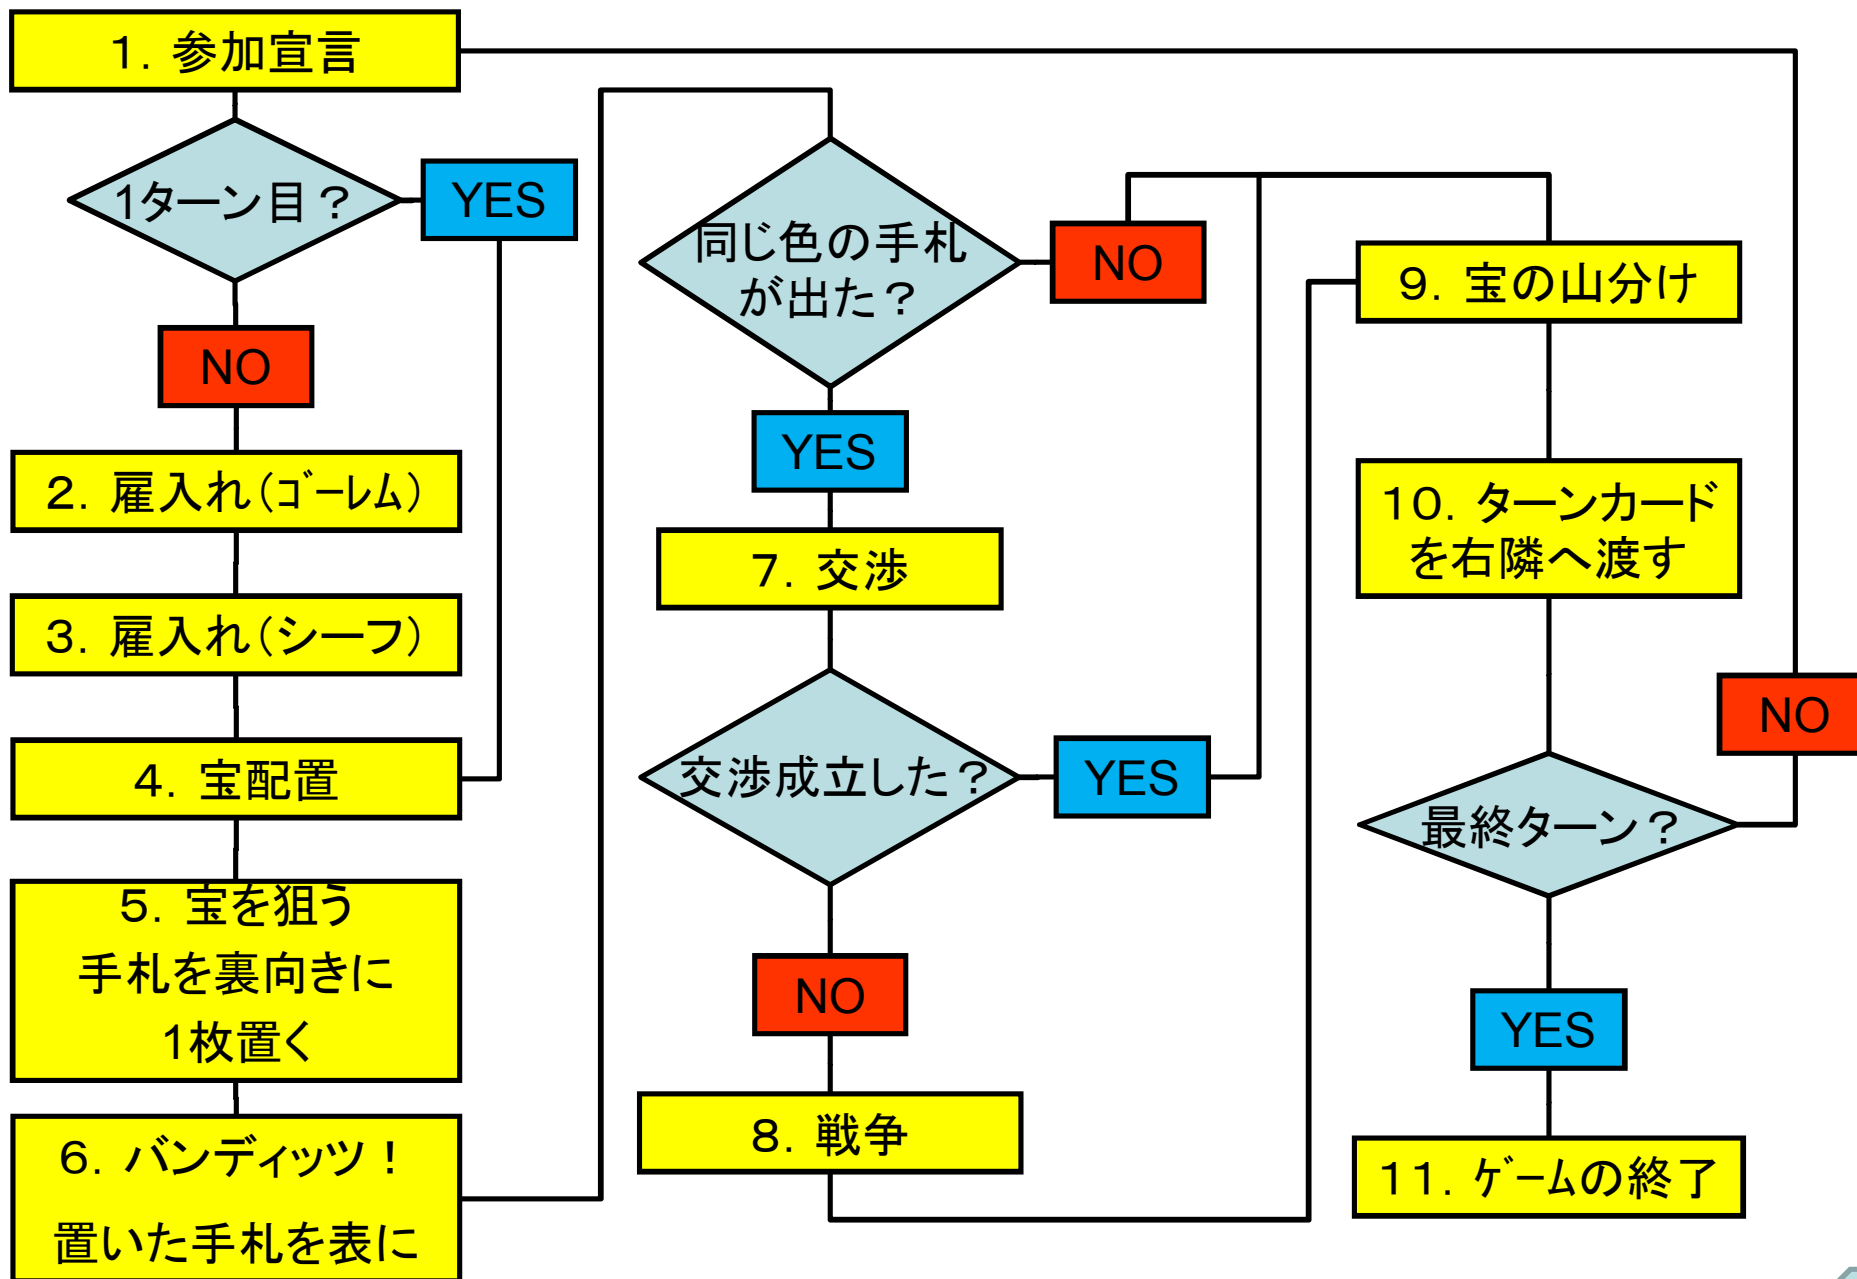 1. 参加宣言
1ターン目？
YES
NO
2. 雇入れ(ｺﾞｰﾚﾑ)
3. 雇入れ(シーフ)
4. 宝配置
5. 宝を狙う
手札を裏向きに
1枚置く
6. バンディッツ！
置いた手札を表に
同じ色の手札
が出た？
NO
YES
7. 交渉
交渉成立した？
YES
NO
8. 戦争
9. 宝の山分け
10. ターンカード
を右隣へ渡す
NO
最終ターン？
YES
11. ｹﾞｰﾑの終了